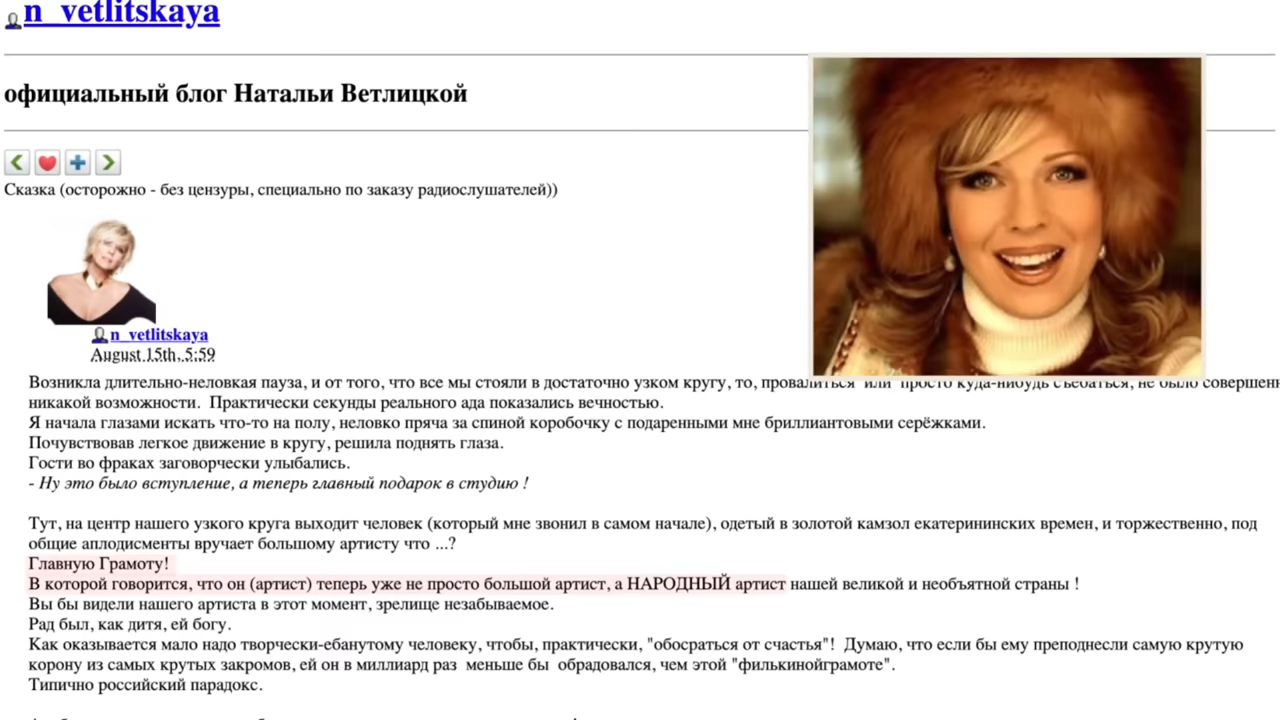 n_vetlitskaya
официальный блог Натальи Ветлицкой
Сказка (осторожно - без цензуры, специально по заказу радиослушателей))
n_vetlitskaya
August 15th, 5:59
Возникла длительно-неловкая пауза, и от того, что все мы стояли в достаточно узком кругу, то, провалиться или просто куда-нибудь съебаться, не было совершенн
никакой возможности. Практически секунды реального ада показались вечностью.
Я начала глазами искать что-то на полу, неловко пряча за спиной коробочку с подаренными мне бриллиантовыми серёжками.
Почувствовав легкое движение в кругу, решила поднять глаза.
Гости во фраках заговорчески улыбались.
- Ну это было вступление, а теперь главный подарок в студию !
Тут, на центр нашего узкого круга выходит человек (который мне звонил в самом начале), одетый в золотой камзол екатерининских времен, и торжественно, под
общие аплодисменты вручает большому артисту что ...?
Главную Грамоту!
В которой говорится, что он (артист) теперь уже не просто большой артист, а НАРОДНЫЙ артист нашей великой и необъятной страны !
Вы бы видели нашего артиста в этот момент, зрелище незабываемое.
Рад был, как дитя, ей богу.
Как оказывается мало надо творчески-ебанутому человеку, чтобы, практически, "обосраться от счастья"! Думаю, что если бы ему преподнесли самую крутую
корону из самых крутых закромов, ей он в миллиард раз меньше бы обрадовался, чем этой "филькинойграмоте".
Типично российский парадокс.